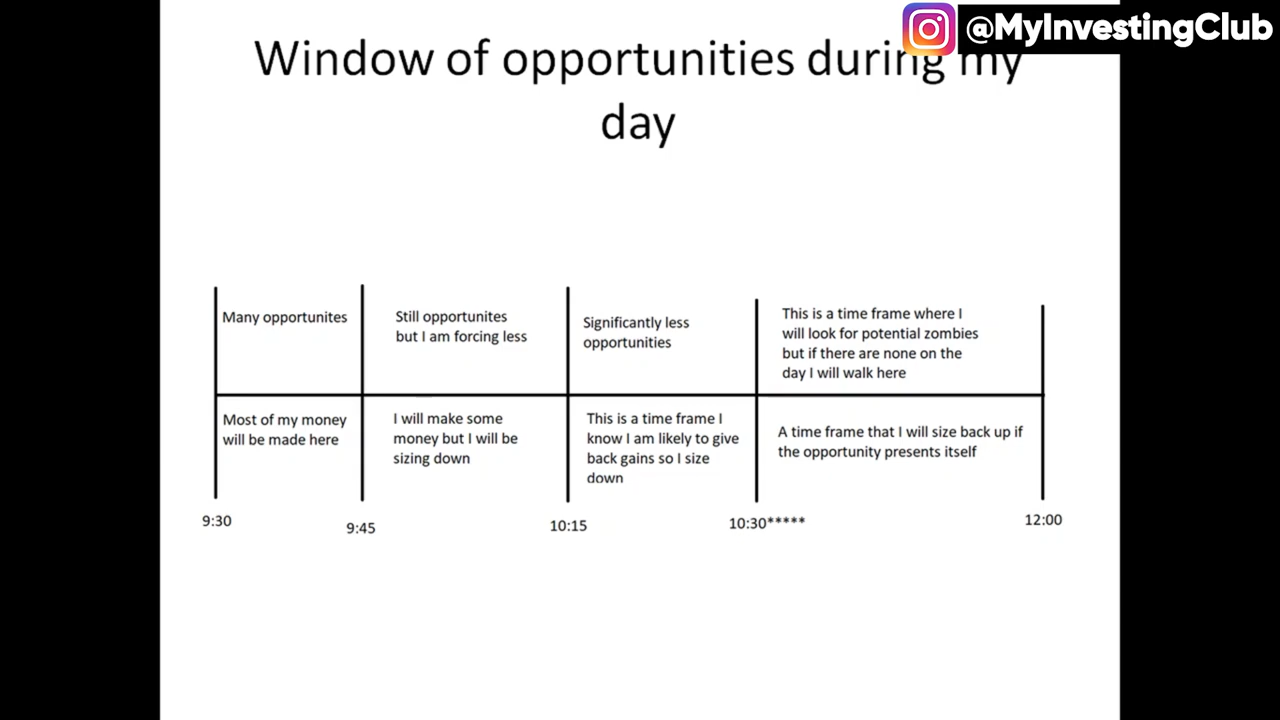 @MyInvestingClub
Window of opportunities during my
day
Many opportunites
Still opportunites
but I am forcing less
Significantly less
opportunities
This is a time frame where I
will look for potential zombies
but if there are none on the
day I will walk here
Most of my money
will be made here
I will make some
money but I will be
sizing down
This is a time frame I
know I am likely to give
back gains so I size
down
A time frame that I will size back up if
the opportunity presents itself
9:30
9:45
10:15
10:30*****
12:00